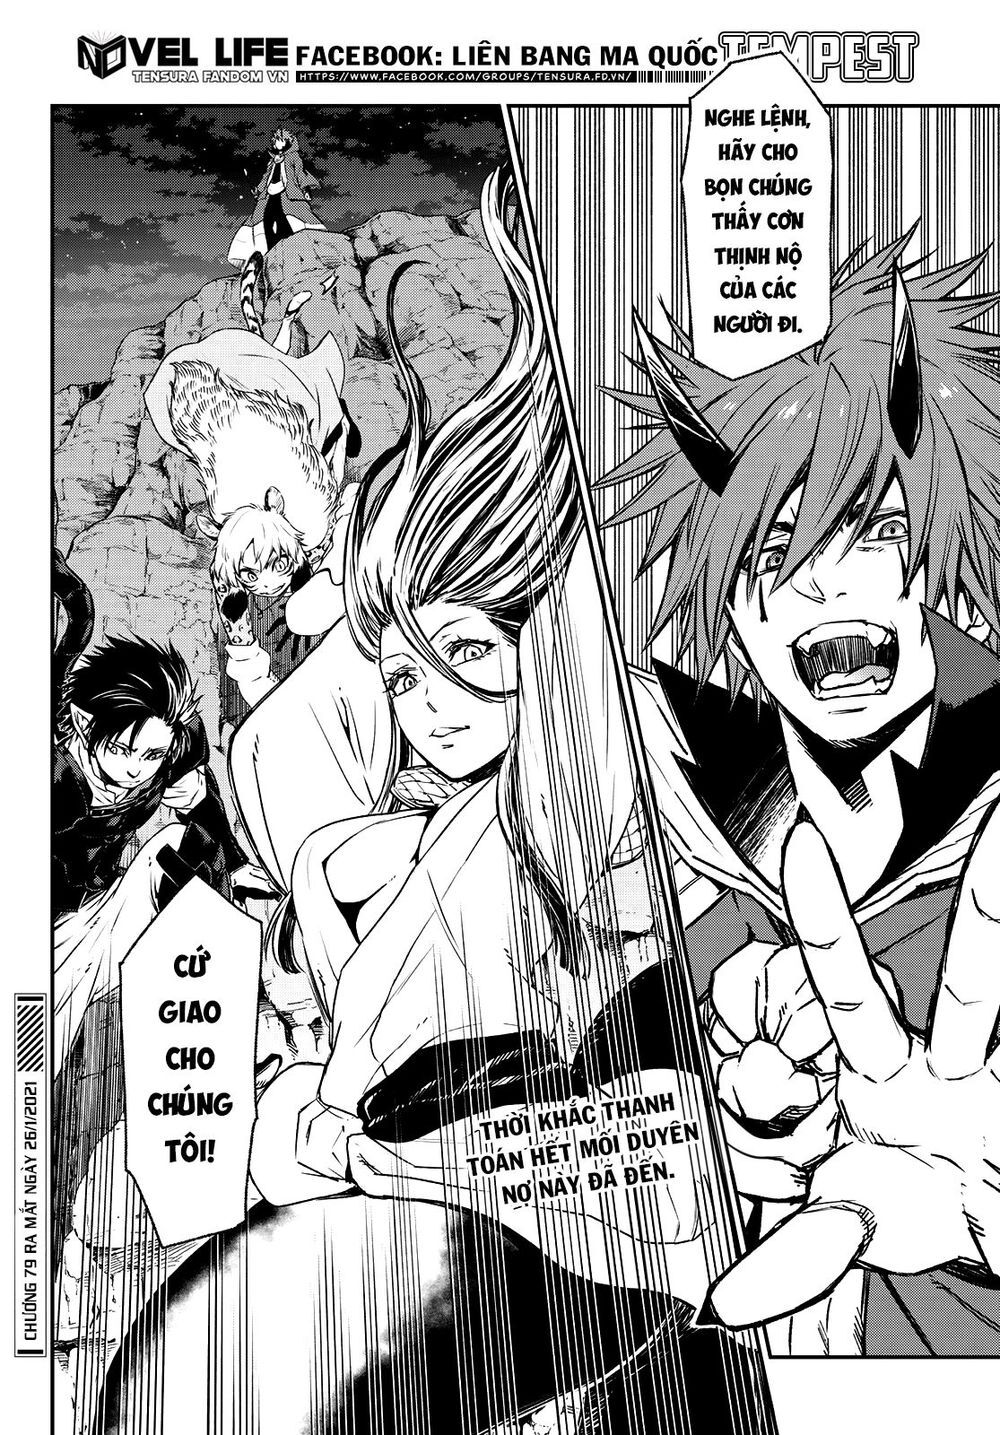 NOVEL LIFE
TENSURA FANDOM VN
FACEBOOK: LIÊN BANG MA QUỐC TEMPEST
HTTPS://WWW.FACEBOOK.COM/GROUPS/TENSURA.FD.VN/
NGHE LỆNH,
HÃY CHO
BỌN CHÚNG
THẤY CƠN
THỊNH NỘ
CỦA CÁC
NGƯỜI ĐI.
CỨ
GIAO
CHO
CHÚNG
TÔI!
THỜI KHẮC THANH
TOÁN HẾT MỐI DUYÊN
NỢ NÀY ĐÃ ĐẾN.
CHƯƠNG 79 RA MẮT NGÀY 26/1/2021